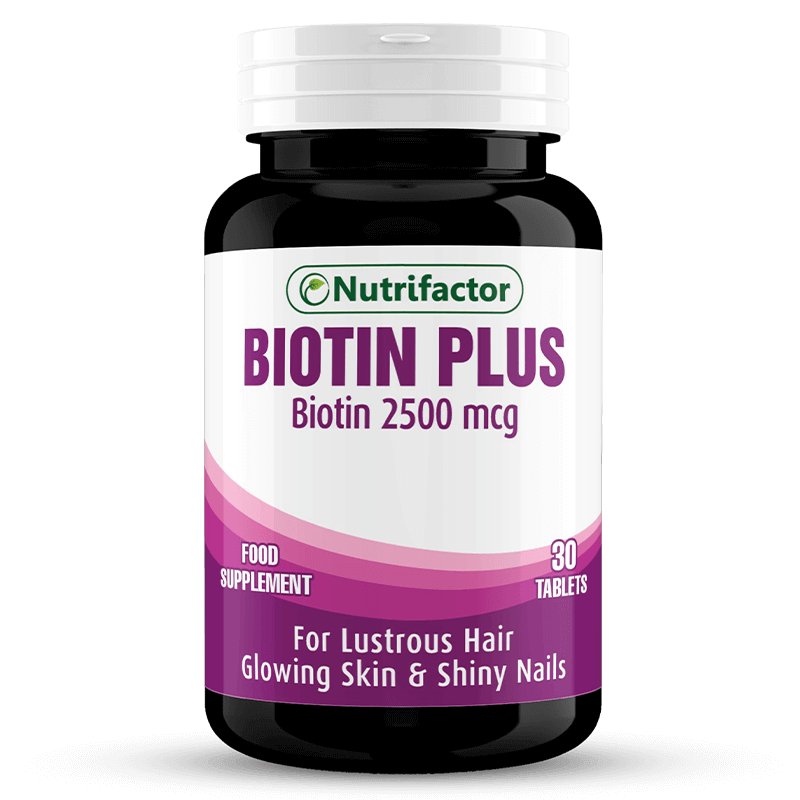 Nutrifactor
BIOTIN PLUS
Biotin 2500 mcg
FOOD
SUPPLEMENT
30
TABLETS
For Lustrous Hair
Glowing Skin & Shiny Nails